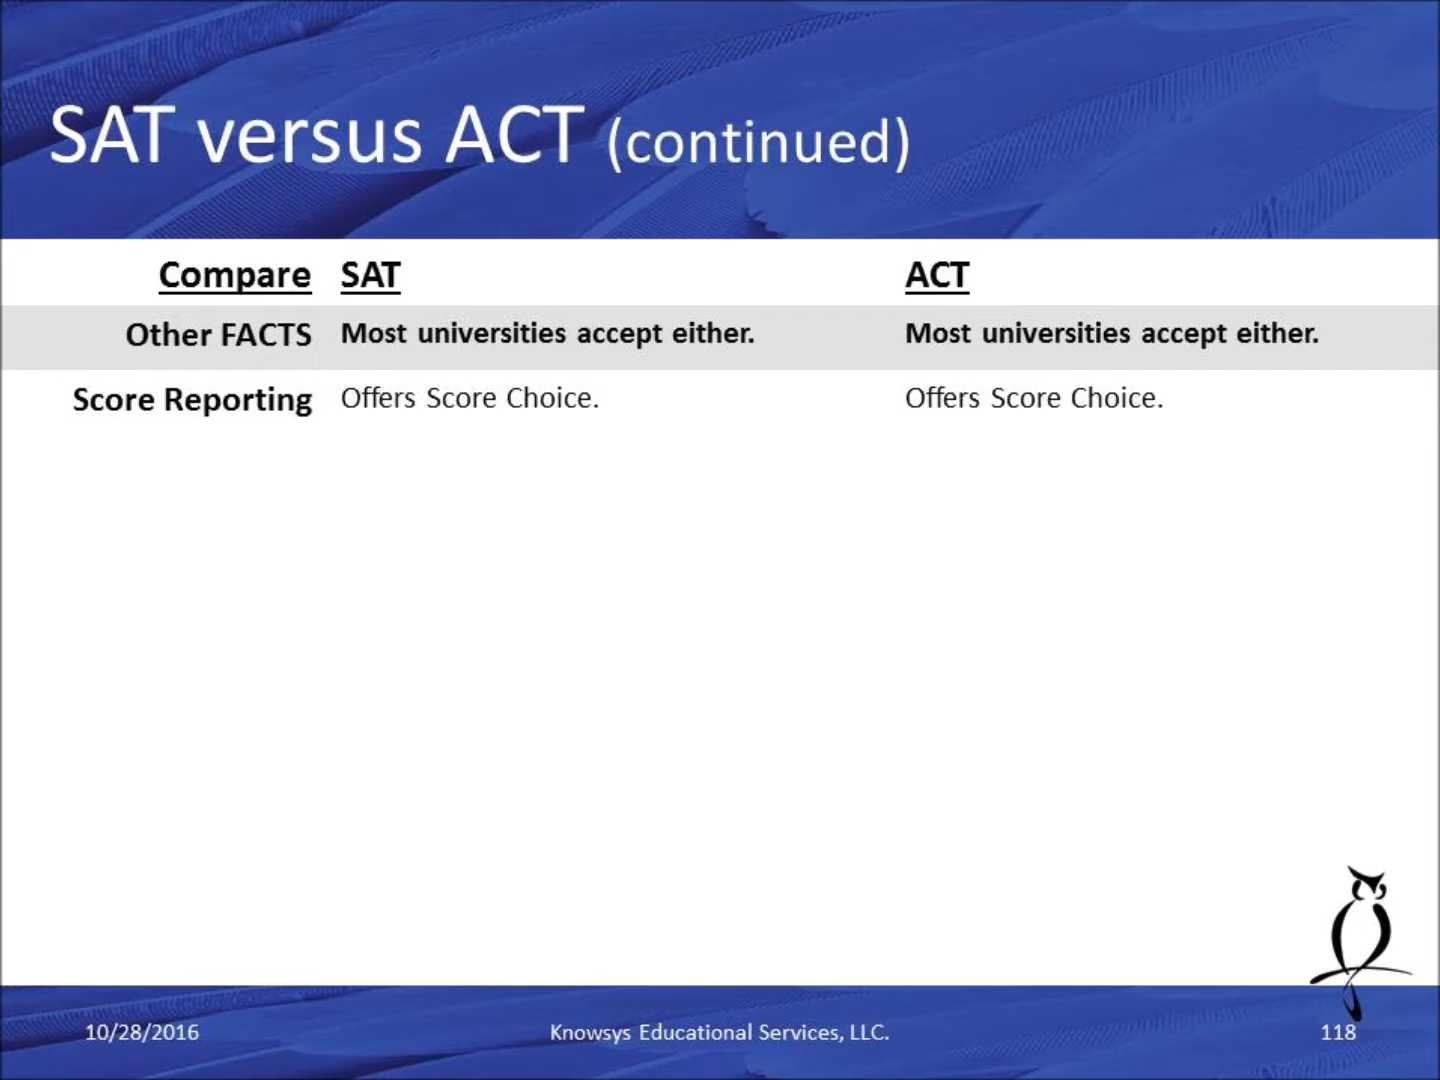 SAT versus ACT (continued)
Compare SAT ACT
Other FACTS Most universities accept either. Most universities accept either.
Score Reporting Offers Score Choice. Offers Score Choice.
10/28/2016 Knowsys Educational Services, LLC. 118